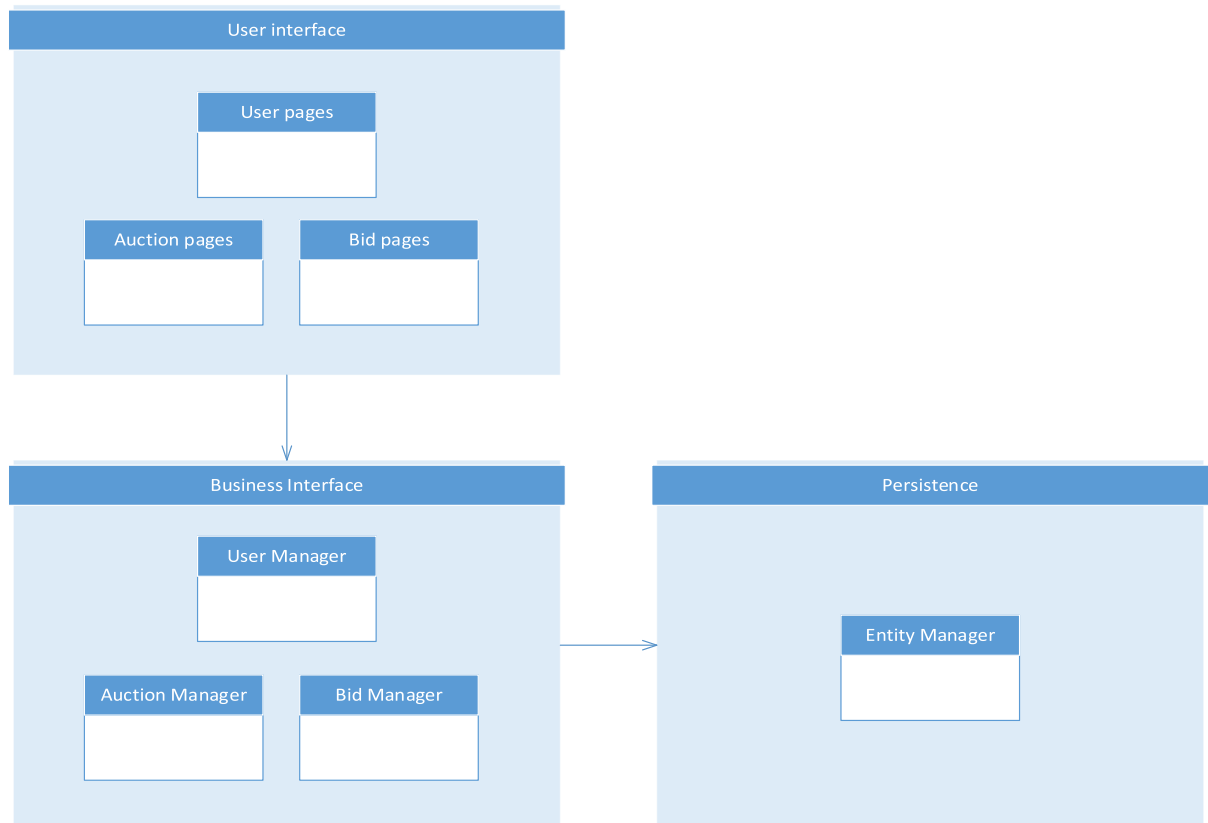 User interface
User pages
Auction pages
Bid pages
Business Interface
User Manager
Auction Manager
Bid Manager
Persistence
Entity Manager